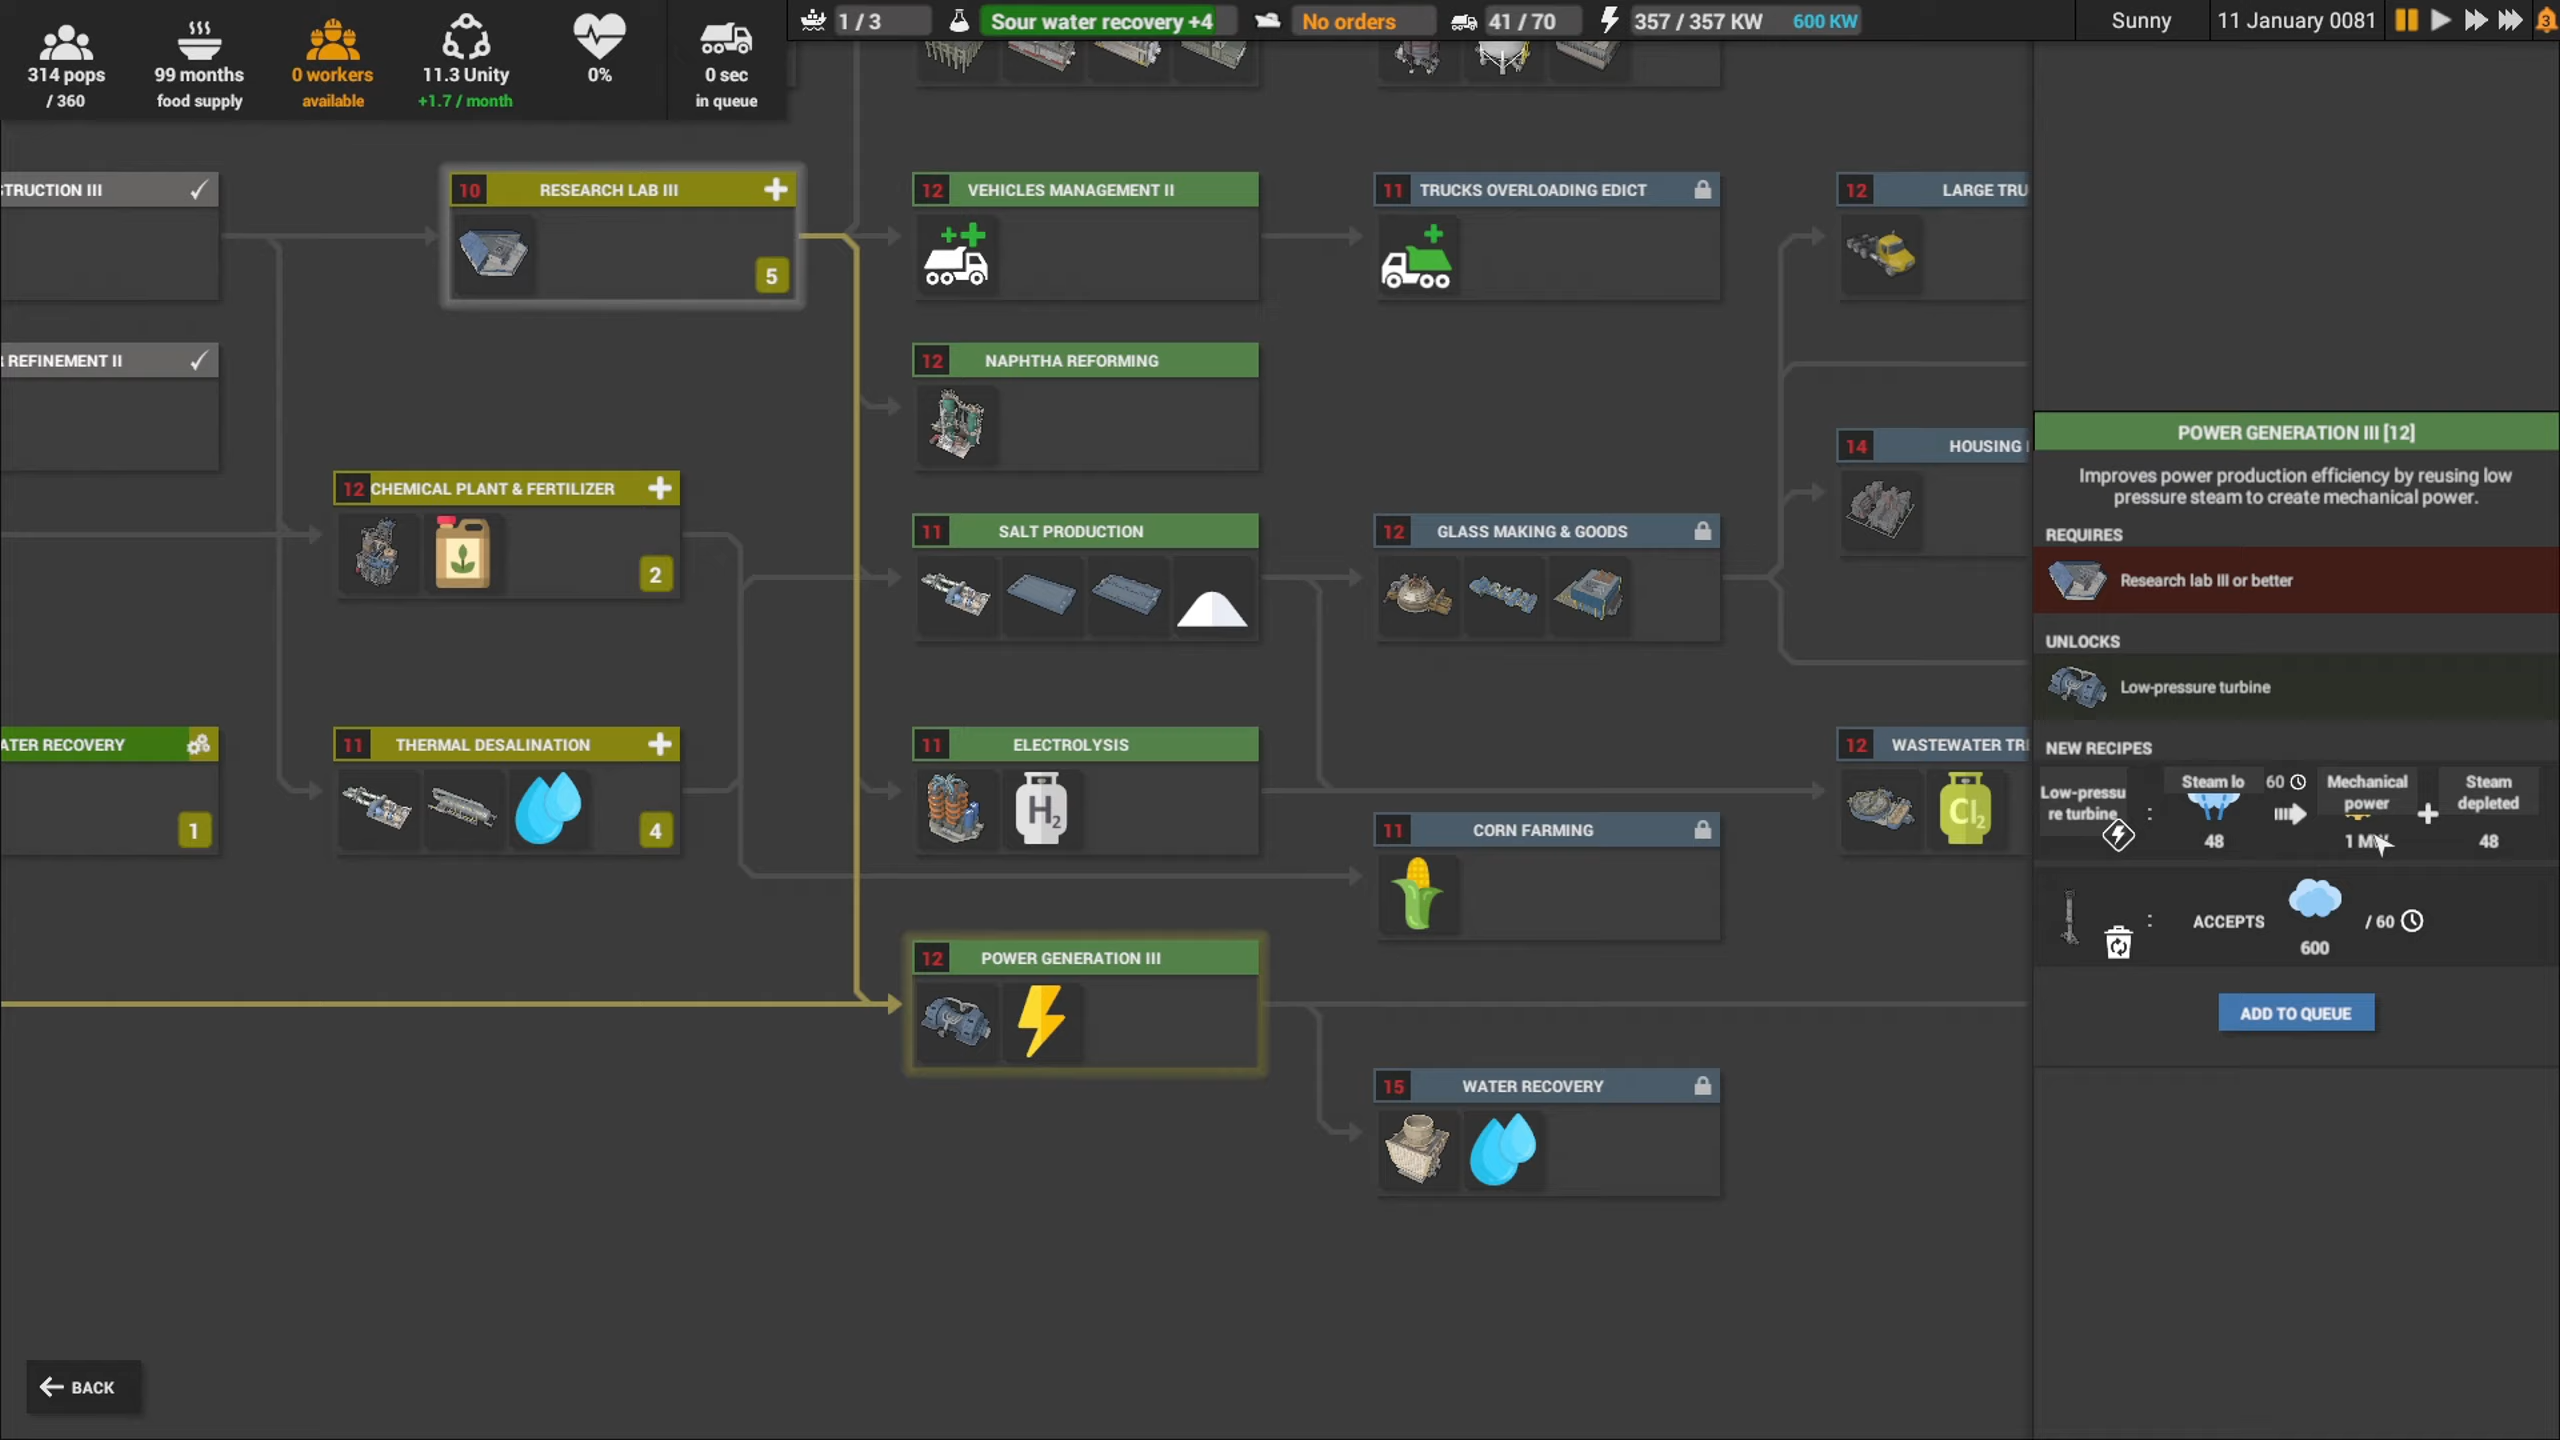 314 pops
/ 360
99 months
food supply
0 workers
available
11.3 Unity
+1.7 / month
0%
0 sec
in queue
1 / 3
Sour water recovery +4
No orders
41 / 70
357 / 357 KW
600 KW
Sunny
11 January 0081
3
TRUCTION III
10 RESEARCH LAB III
5
12 VEHICLES MANAGEMENT II
11 TRUCKS OVERLOADING EDICT
12 LARGE TRU
REFINEMENT II
12 NAPHTHA REFORMING
12 CHEMICAL PLANT & FERTILIZER
2
11 SALT PRODUCTION
12 GLASS MAKING & GOODS
14 HOUSING
ATER RECOVERY
1
11 THERMAL DESALINATION
4
11 ELECTROLYSIS
H2
12 WASTEWATER TRE
Cl2
11 CORN FARMING
12 POWER GENERATION III
15 WATER RECOVERY
POWER GENERATION III [12]
Improves power production efficiency by reusing low
pressure steam to create mechanical power.
REQUIRES
Research lab III or better
UNLOCKS
Low-pressure turbine
NEW RECIPES
Low-pressu
re turbine
:
Steam lo
48
60
Mechanical
power
1 MW
+
Steam
depleted
48
:
ACCEPTS
600
/ 60
ADD TO QUEUE
BACK